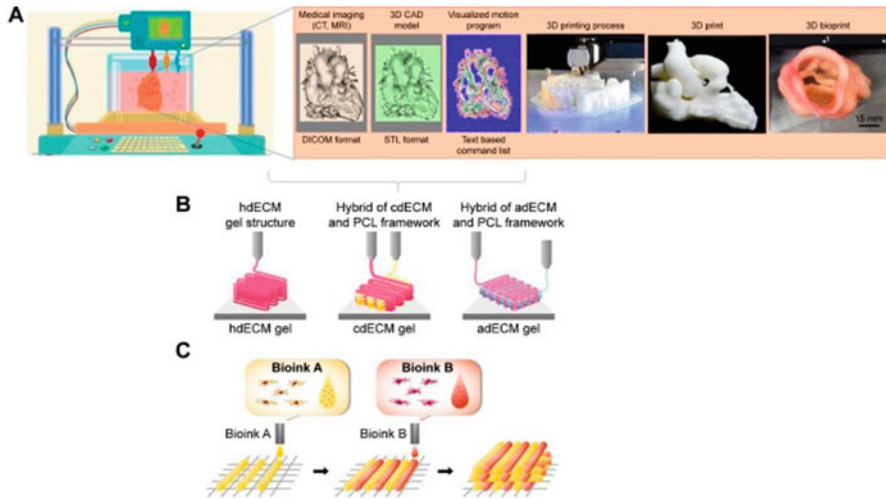 A
Medical imaging
(CT, MRI)
3D CAD
model
Visualized motion
program
3D printing process
3D print
3D bioprint
15 mm
DICOM format
STL format
Text based
command list
B
hdECM
gel structure
Hybrid of cdECM
and PCL framework
Hybrid of adECM
and PCL framework
hdECM gel
cdECM gel
adECM gel
C
Bioink A
Bioink B
Bioink A
Bioink B